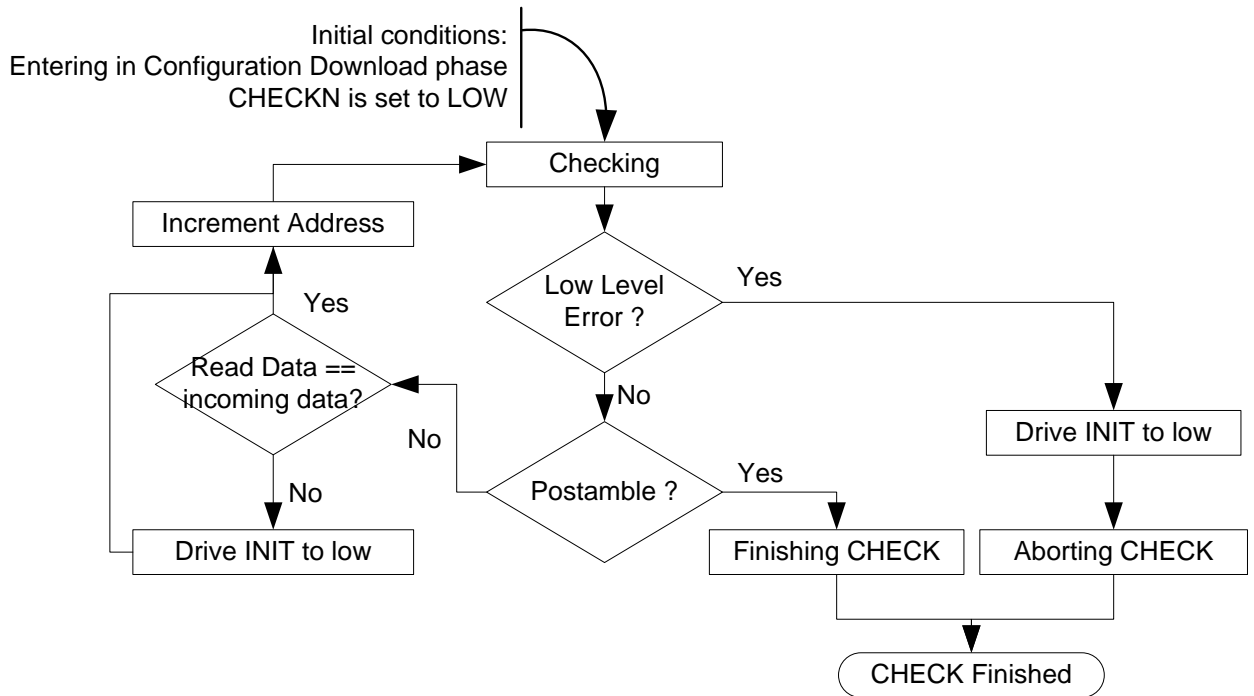 Initial conditions:
Entering in Configuration Download phase
CHECKN is set to LOW
Checking
Increment Address
Low Level
Error ?
Yes
Yes
Read Data ==
incoming data?
No
No
Drive INIT to low
Postamble ?
Yes
No
Drive INIT to low
Finishing CHECK
Aborting CHECK
CHECK Finished